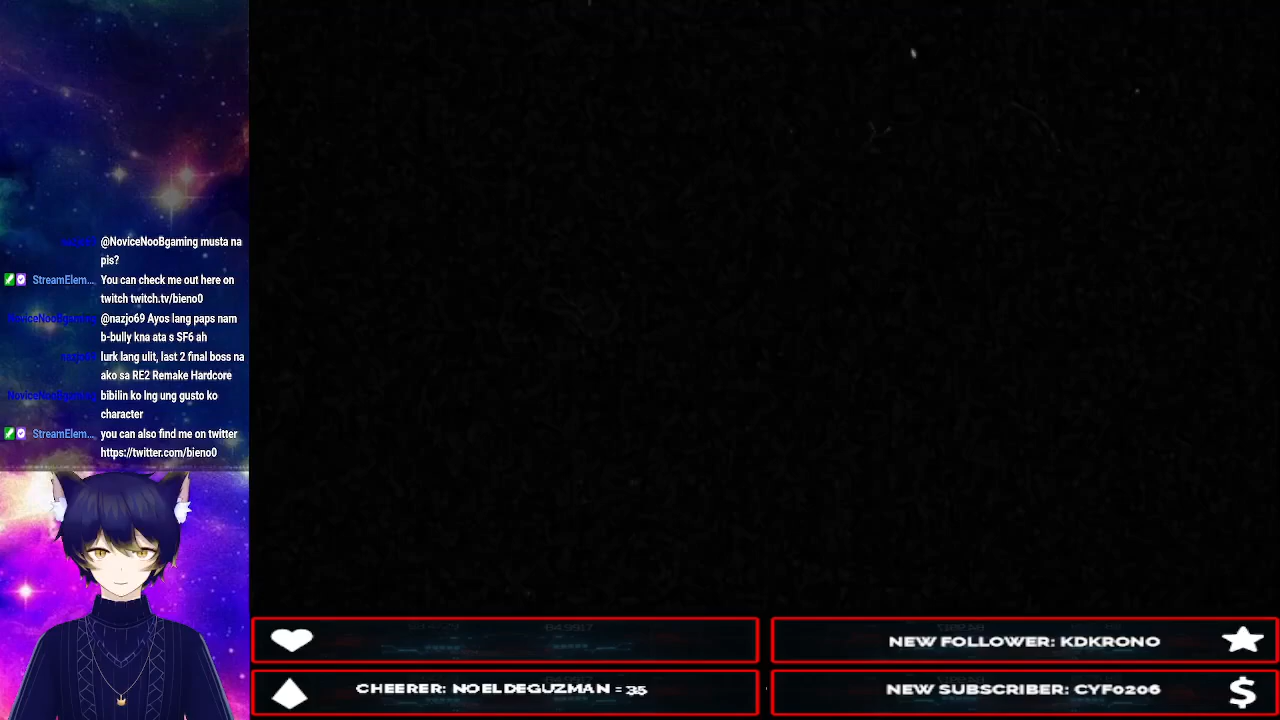 @NoviceNooBgaming musta na
pis?
StreamElem... You can check me out here on
twitch twitch.tv/bieno0
NoviceNooBgaming @nazjo69 Ayos lang paps nam
b-bully kna ata s SF6 ah
nazjo69 lurk lang ulit, last 2 final boss na
ako sa RE2 Remake Hardcore
NoviceNooBgaming bibilin ko lng ung gusto ko
character
StreamElem... you can also find me on twitter
https://twitter.com/bieno0
NEW FOLLOWER: KDKRONO
CHEERER: NOELDEGUZMAN = 35
NEW SUBSCRIBER: CYF0206